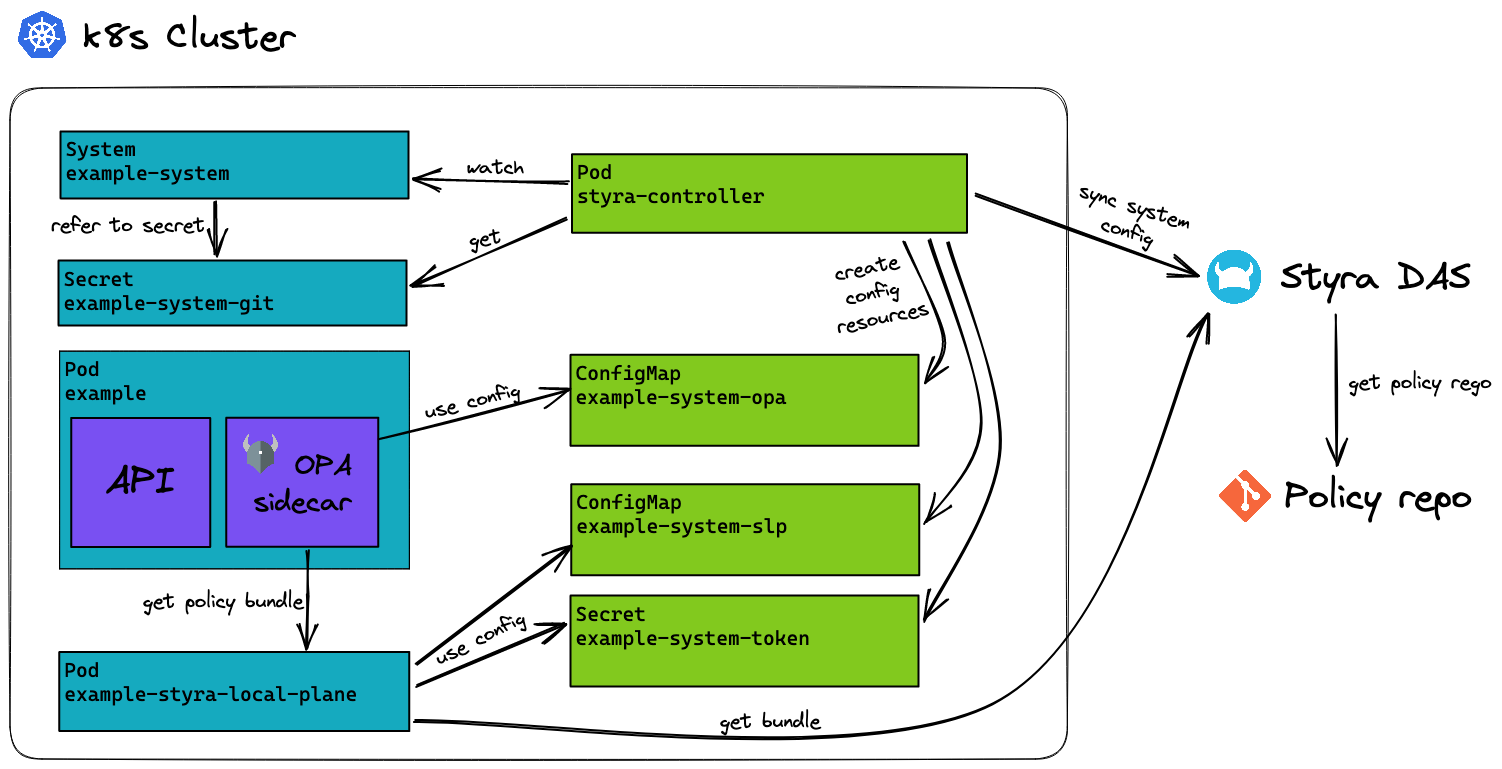 k8s Cluster
System
example-system
watch
Pod
styra-controller
refer to secret
get
sync system
config
Secret
example-system-git
create
config
resources
Styra DAS
Pod
example
API
OPA
sidecar
use config
ConfigMap
example-system-opa
get policy rego
ConfigMap
example-system-slp
Policy repo
get policy bundle
use config
Secret
example-system-token
Pod
example-styra-local-plane
get bundle